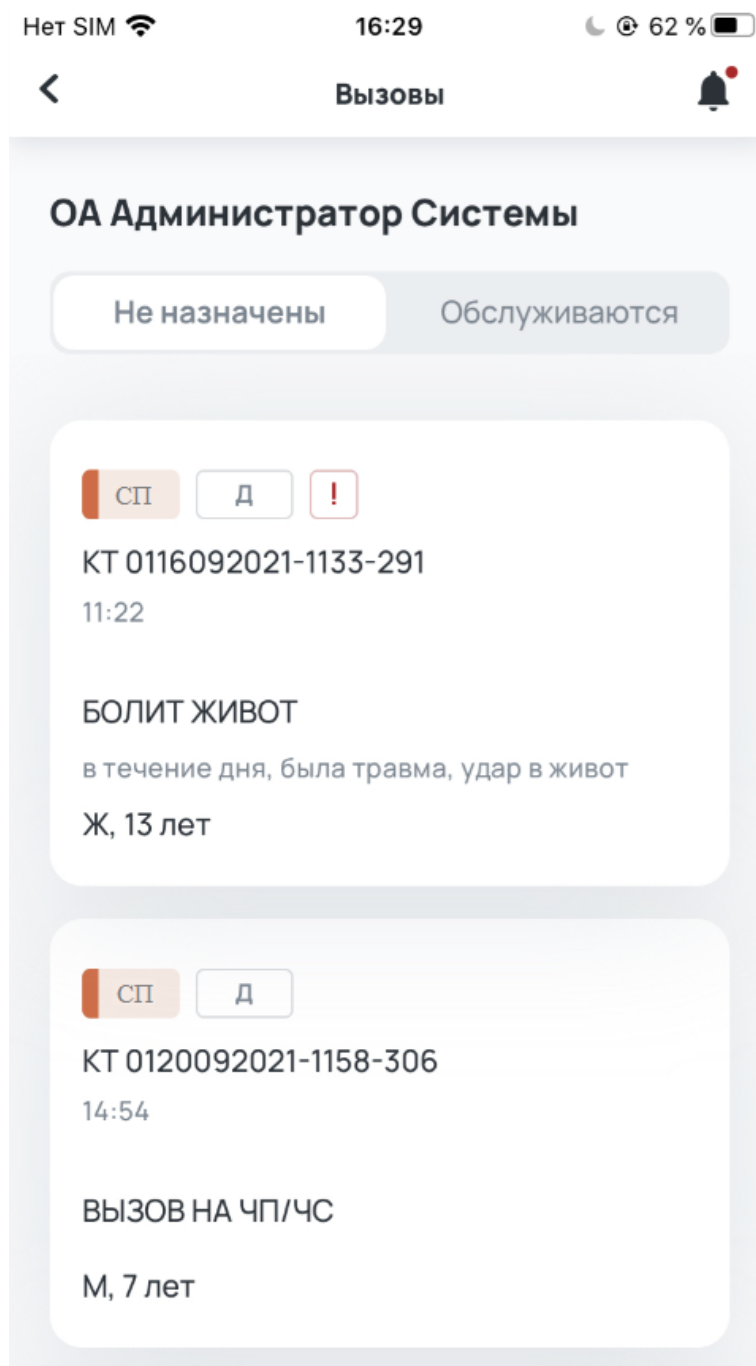 Нет SIM 16:29 62 %
Вызовы
ОА Администратор Системы
Не назначены Обслуживаются
СП Д !
КТ 0116092021-1133-291
11:22
БОЛИТ ЖИВОТ
в течение дня, была травма, удар в живот
Ж, 13 лет
СП Д
КТ 0120092021-1158-306
14:54
ВЫЗОВ НА ЧП/ЧС
М, 7 лет